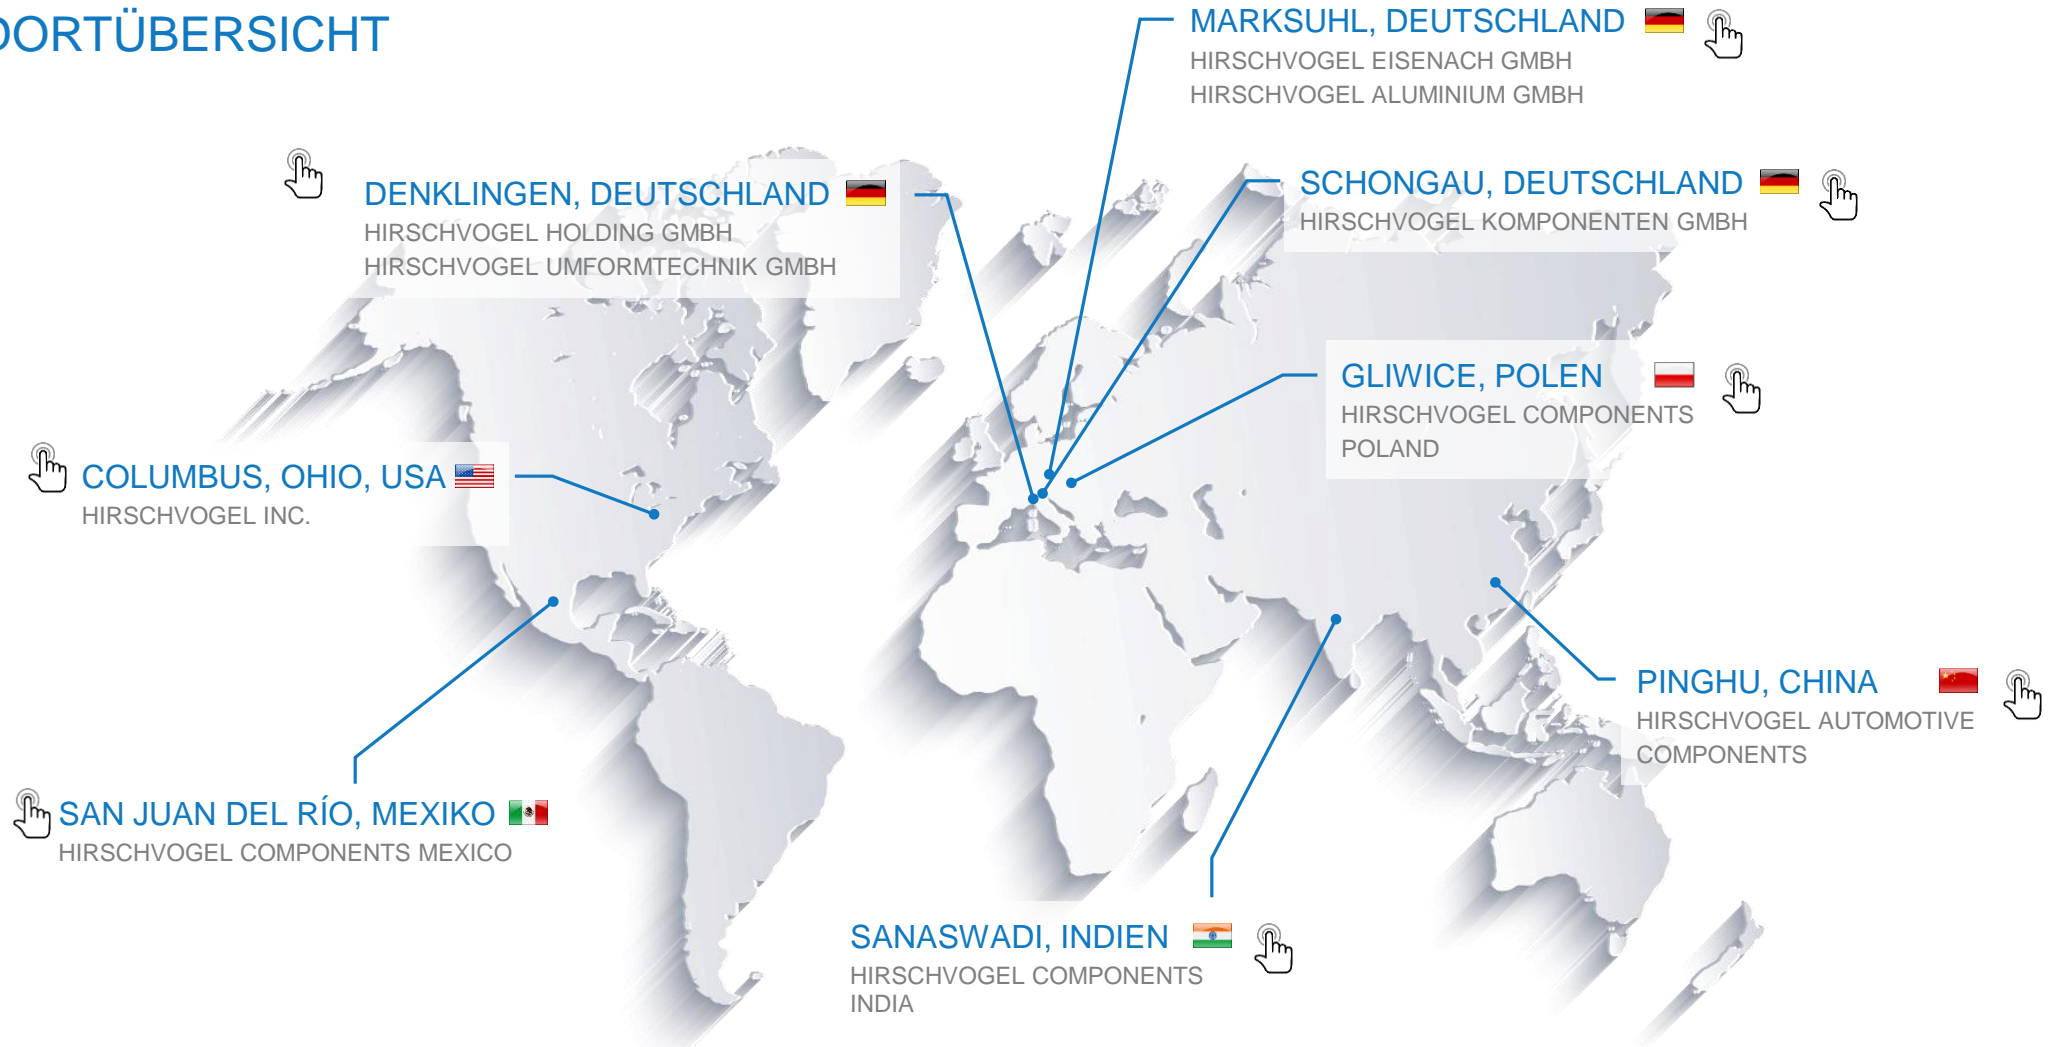 DORTÜBERSICHT
MARKSUHL, DEUTSCHLAND
HIRSCHVOGEL EISENACH GMBH
HIRSCHVOGEL ALUMINIUM GMBH
DENKLINGEN, DEUTSCHLAND
HIRSCHVOGEL HOLDING GMBH
HIRSCHVOGEL UMFORMTECHNIK GMBH
SCHONGAU, DEUTSCHLAND
HIRSCHVOGEL KOMPONENTEN GMBH
GLIWICE, POLEN
HIRSCHVOGEL COMPONENTS
POLAND
COLUMBUS, OHIO, USA
HIRSCHVOGEL INC.
PINGHU, CHINA
HIRSCHVOGEL AUTOMOTIVE
COMPONENTS
SAN JUAN DEL RÍO, MEXIKO
HIRSCHVOGEL COMPONENTS MEXICO
SANASWADI, INDIEN
HIRSCHVOGEL COMPONENTS
INDIA